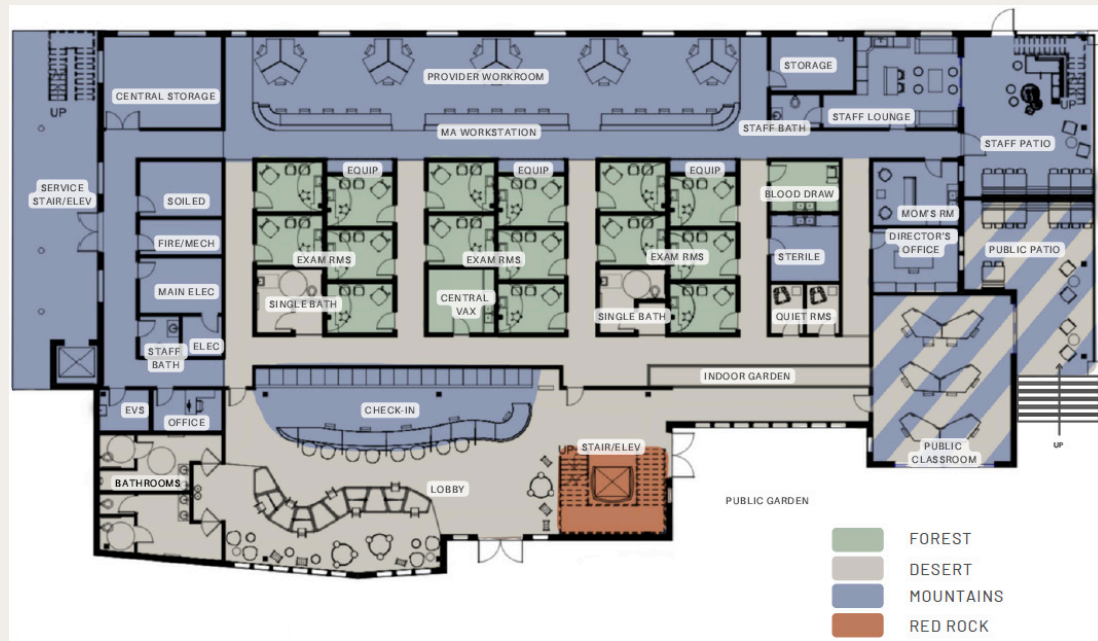 CENTRAL STORAGE
UP
SERVICE
STAIR/ELEV
PROVIDER WORKROOM
MA WORKSTATION
STORAGE
STAFF BATH
STAFF LOUNGE
UP
STAFF PATIO
SOILED
FIRE/MECH
MAIN ELEC
STAFF
BATH
ELEC
EVS
OFFICE
BATHROOMS
EQUIP
EXAM RMS
SINGLE BATH
EQUIP
EXAM RMS
CENTRAL
VAX
EQUIP
EXAM RMS
SINGLE BATH
BLOOD DRAW
STERILE
QUIET RMS
MOM'S RM
DIRECTOR'S
OFFICE
PUBLIC PATIO
INDOOR GARDEN
CHECK-IN
LOBBY
UP
STAIR/ELEV
PUBLIC
CLASSROOM
UP
PUBLIC GARDEN
FOREST
DESERT
MOUNTAINS
RED ROCK